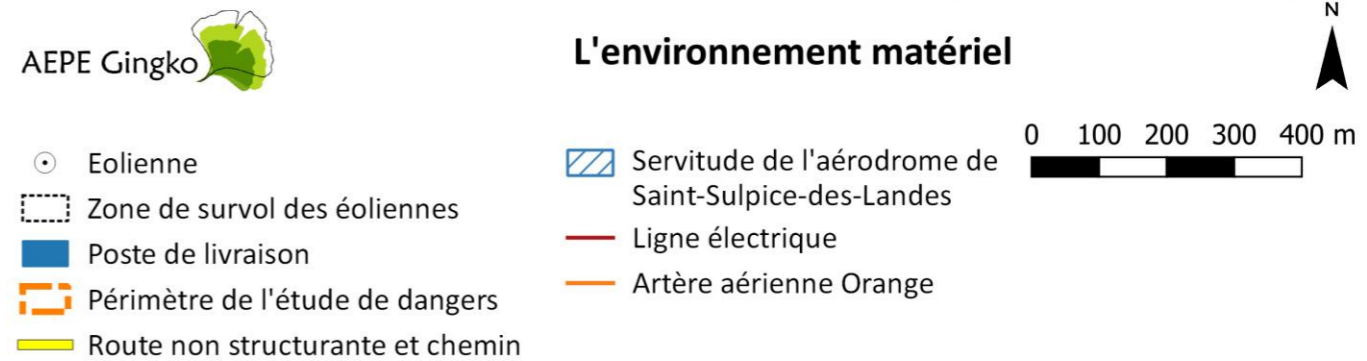 AEPE Gingko
L'environnement matériel
N
0 100 200 300 400 m
Eolienne
Zone de survol des éoliennes
Poste de livraison
Périmètre de l'étude de dangers
Route non structurante et chemin
Servitude de l'aérodrome de
Saint-Sulpice-des-Landes
Ligne électrique
Artère aérienne Orange